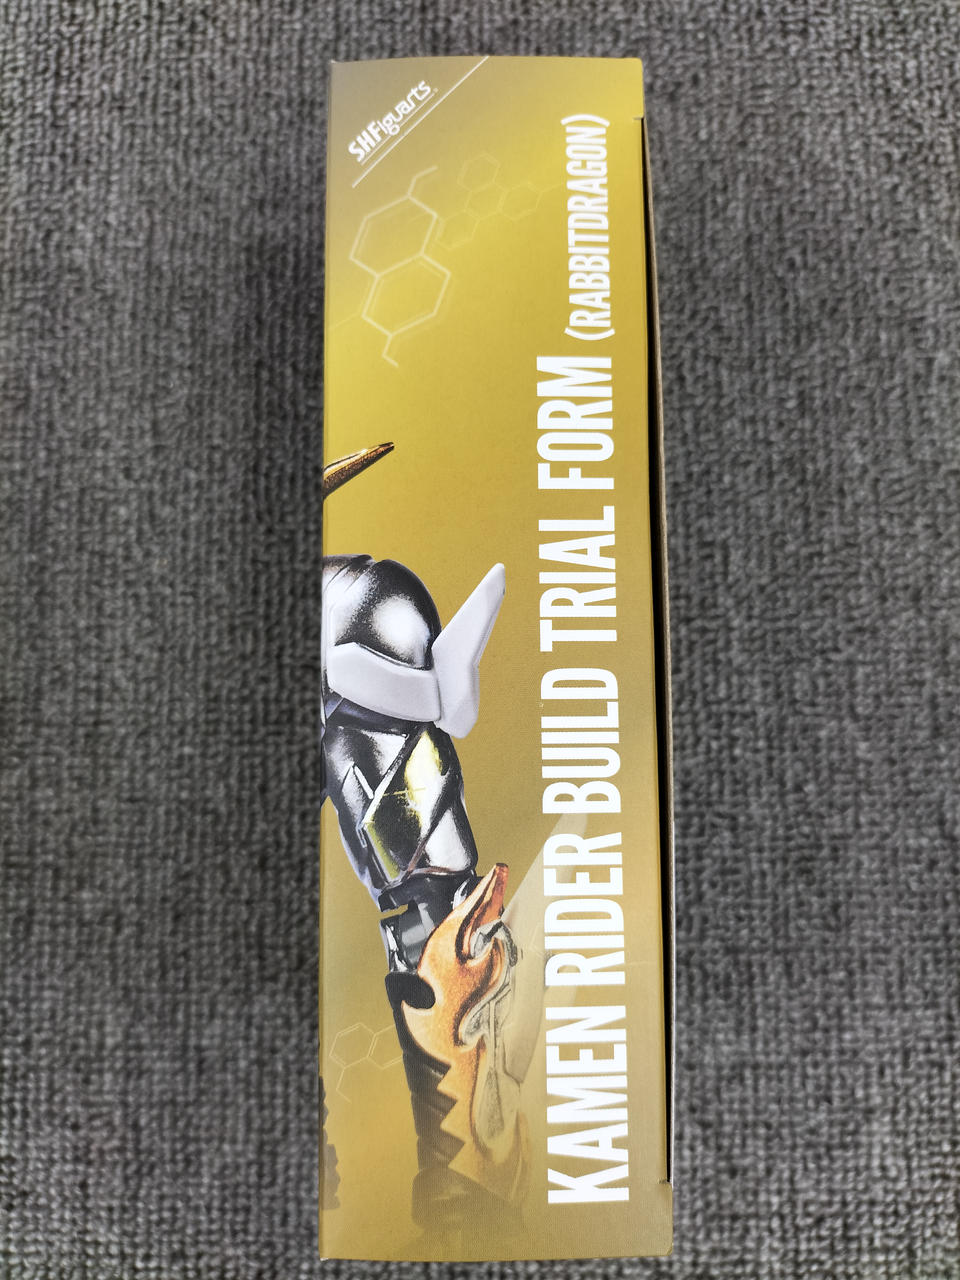 S.H.Figuarts
KAMEN RIDER BUILD TRIAL FORM (RABBITDRAGON)